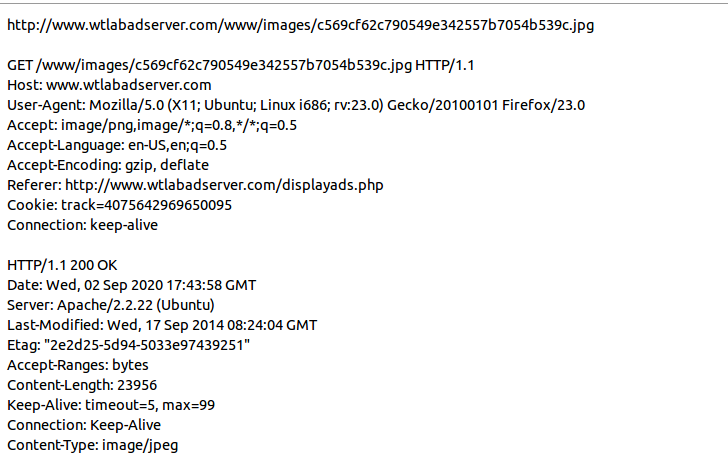 http://www.wtlabadserver.com/www/images/c569cf62c790549e342557b7054b539c.jpg
GET /www/images/c569cf62c790549e342557b7054b539c.jpg HTTP/1.1
Host: www.wtlabadserver.com
User-Agent: Mozilla/5.0 (X11; Ubuntu; Linux i686; rv:23.0) Gecko/20100101 Firefox/23.0
Accept: image/png,image/*;q=0.8,*/*;q=0.5
Accept-Language: en-US,en;q=0.5
Accept-Encoding: gzip, deflate
Referer: http://www.wtlabadserver.com/displayads.php
Cookie: track=4075642969650095
Connection: keep-alive
HTTP/1.1 200 OK
Date: Wed, 02 Sep 2020 17:43:58 GMT
Server: Apache/2.2.22 (Ubuntu)
Last-Modified: Wed, 17 Sep 2014 08:24:04 GMT
Etag: "2e2d25-5d94-5033e97439251"
Accept-Ranges: bytes
Content-Length: 23956
Keep-Alive: timeout=5, max=99
Connection: Keep-Alive
Content-Type: image/jpeg